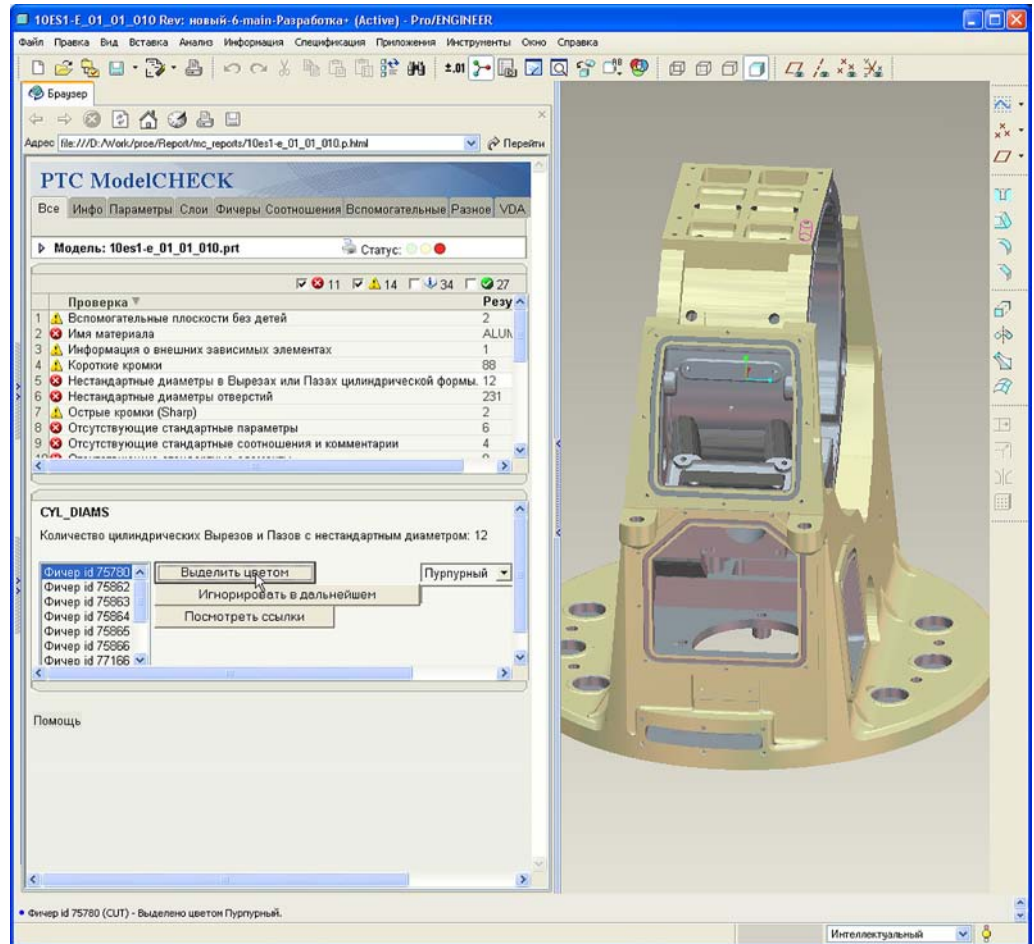 10ES1-E_01_01_010 Rev: новый-6-main-Разработка+ (Active) - Pro/ENGINEER
Файл Правка Вид Вставка Анализ Информация Спецификация Приложения Инструменты Окно Справка
Браузер
Адрес file:///D:/Work/proe/Report/mc_reports/10es1-e_01_01_010.p.html Перейти
PTC ModelCHECK
Все Инфо Параметры Слои Фичеры Соотношения Вспомогательные Разное VDA
Модель: 10es1-e_01_01_010.prt Статус:
11 14 34 27
Проверка Резу
1 Вспомогательные плоскости без детей 2
2 Имя материала ALUM
3 Информация о внешних зависимых элементах 1
4 Короткие кромки 88
5 Нестандартные диаметры в Вырезах или Пазах цилиндрической формы. 12
6 Нестандартные диаметры отверстий 231
7 Острые кромки (Sharp) 2
8 Отсутствующие стандартные параметры 6
9 Отсутствующие стандартные соотношения и комментарии 4
CYL_DIAMS
Количество цилиндрических Вырезов и Пазов с нестандартным диаметром: 12
Фичер id 75780 Выделить цветом Пурпурный
Фичер id 75862 Игнорировать в дальнейшем
Фичер id 75863
Фичер id 75864 Посмотреть ссылки
Фичер id 75865
Фичер id 75866
Фичер id 77166
Помощь
Фичер id 75780 (CUT) - Выделено цветом Пурпурный.
Интеллектуальный